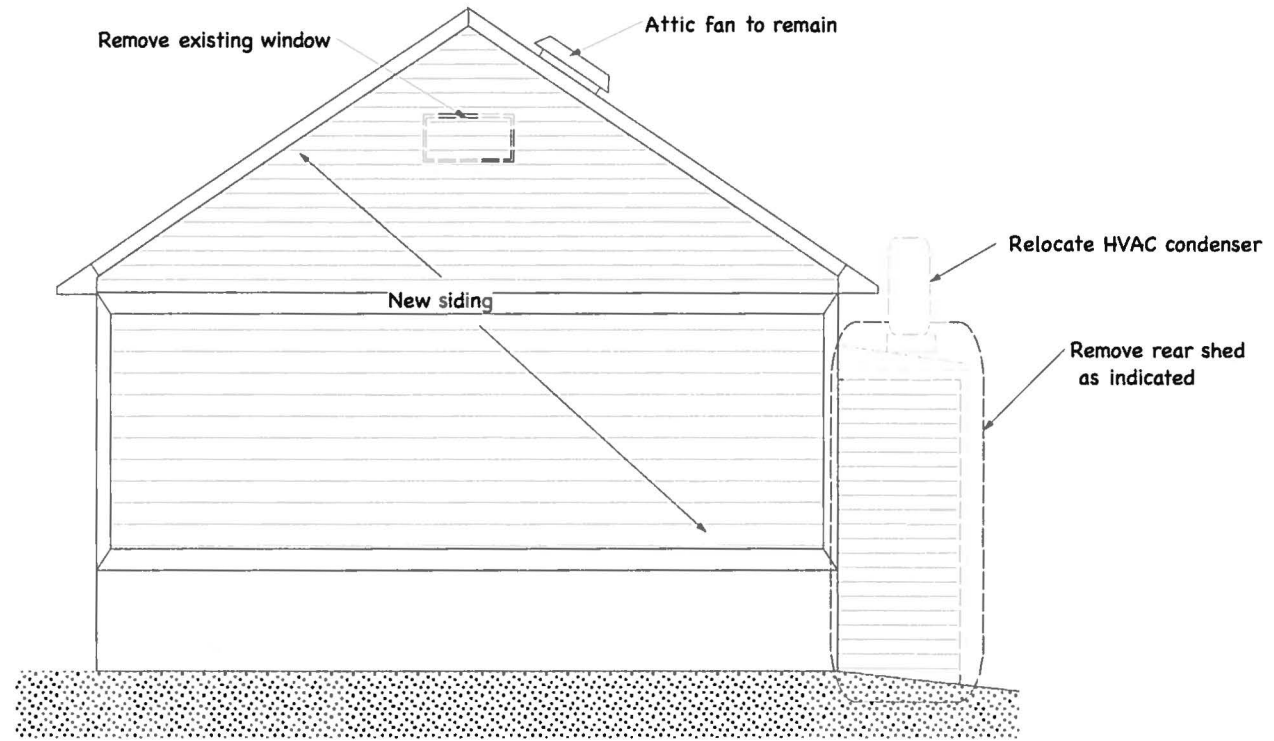 Remove existing window
Attic fan to remain
Relocate HVAC condenser
New siding
Remove rear shed
as indicated